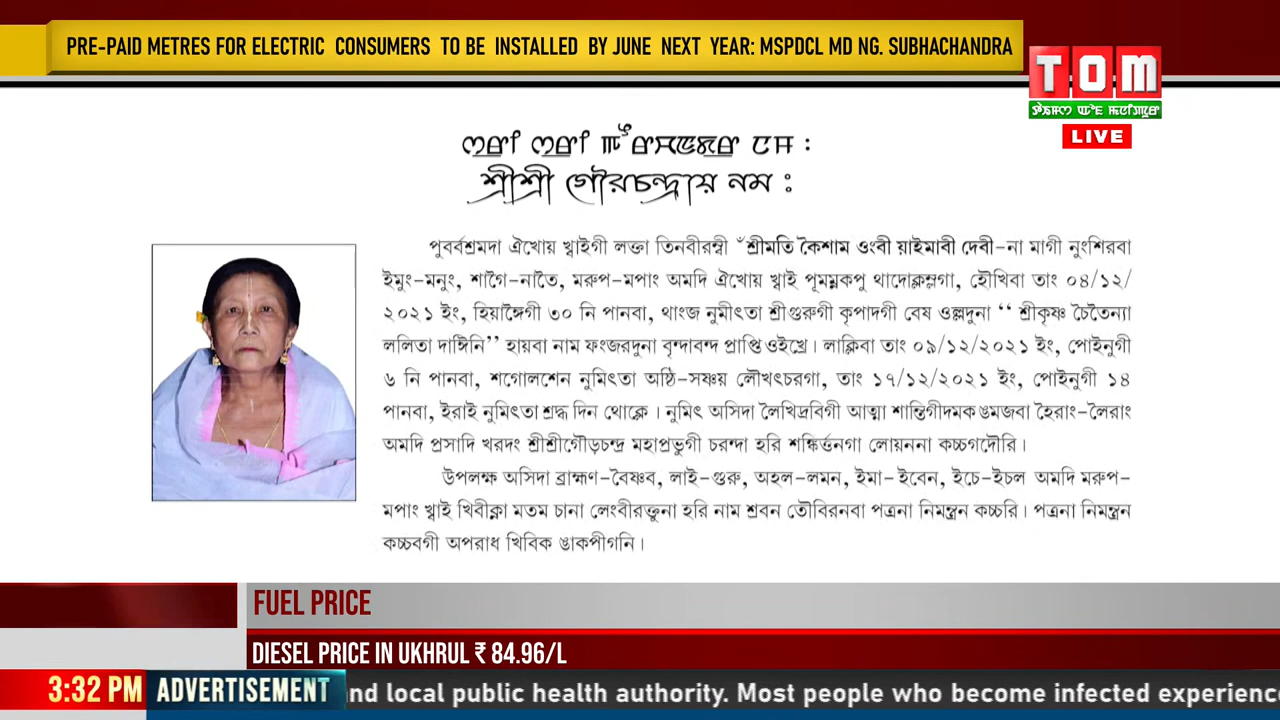 PRE-PAID METRES FOR ELECTRIC CONSUMERS TO BE INSTALLED BY JUNE NEXT YEAR: MSPDCL MD NG. SUBHACHANDRA
TOM
LIVE
শ্রীশ্রী গৌরচন্দ্রায় নম ঃ
পুবর্বশ্রমদা ঐখোয় খ্বাইগী লক্তা তিনবীরম্বী ঁশ্রীমতি কৈশাম ওংবী য়াইমাবী দেবী-না মাগী নুংশিরবা
ইমুং-মনুং, শাগৈ-নাতৈ, মরুপ-মপাং অমদি ঐখোয় খ্বাই পূমমকপু থাদোক্লম্লগা, হৌখিবা তাং ০৪/১২/
২০২১ ইং, হিয়াঙ্গৈগী ৩০ নি পানবা, থাংজ নুমীৎতা শ্রীগুরুগী কৃপাদগী বেষ ওল্লদুনা “ শ্রীকৃষ্ণ চৈতৈন্যা
ললিতা দাঈিনি” হায়বা নাম ফংজরদুনা বৃন্দাবন্দ প্রাপ্তি ওইখ্রে। লাক্লিবা তাং ০৯/১২/২০২১ ইং, পোইনুগী
৬ নি পানবা, শগোলশেন নুমিৎতা অষ্ঠি-সঞ্চয় লৌখৎচরগা, তাং ১৭/১২/২০২১ ইং, পোইনুগী ১৪
পানবা, ইরাই নুমিৎতা শ্রদ্ধ দিন থোক্লে । নুমিৎ অসিদা লৈখিদ্রবিগী আত্মা শান্তিগীদমক ঙমজবা হৈরাং-লৈরাং
অমদি প্রসাদি খরদং শ্রীশ্রীগৌড়চন্দ্র মহাপ্রভুগী চরন্দা হরি শঙ্কির্ত্তনগা লোয়ননা কচ্চগদৌরি।
উপলক্ষ অসিদা ব্রাহ্মণ-বৈষ্ণব, লাই-গুরু, অহল-লমন, ইমা-ইবেন, ইচে-ইচল অমদি মরুপ-
মপাং খ্বাই খিবীক্লা মতম চানা লেংবীরক্তুনা হরি নাম শ্রবন তৌবিরনবা পত্রনা নিমন্ত্রন কচ্চরি। পত্রনা নিমন্ত্রন
কচ্চবগী অপরাধ খিবিক ঙাকপীগনি।
FUEL PRICE
DIESEL PRICE IN UKHRUL ₹ 84.96/L
3:32 PM ADVERTISEMENT nd local public health authority. Most people who become infected experience